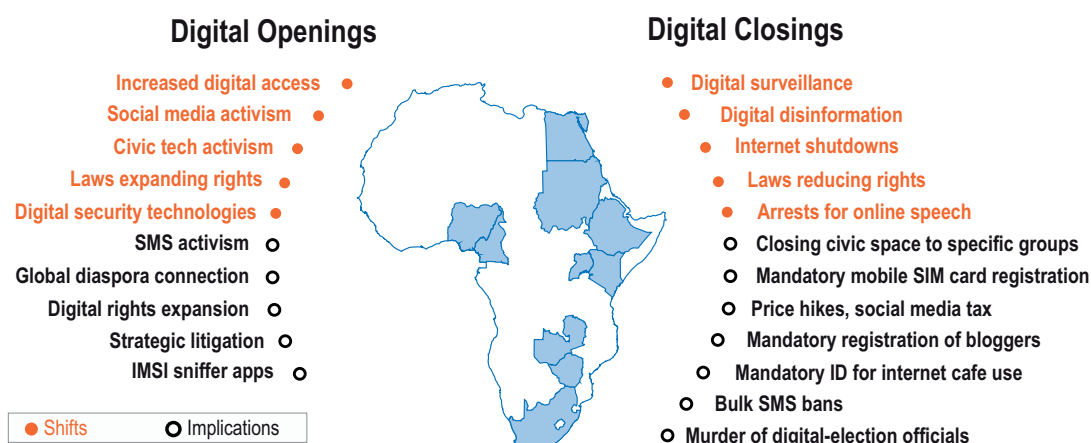 Digital Openings
Increased digital access
Social media activism
Civic tech activism
Laws expanding rights
Digital security technologies
SMS activism
Global diaspora connection
Digital rights expansion
Strategic litigation
IMSI sniffer apps
Shifts
Implications
Digital Closings
Digital surveillance
Digital disinformation
Internet shutdowns
Laws reducing rights
Arrests for online speech
Closing civic space to specific groups
Mandatory mobile SIM card registration
Price hikes, social media tax
Mandatory registration of bloggers
Mandatory ID for internet cafe use
Bulk SMS bans
Murder of digital-election officials